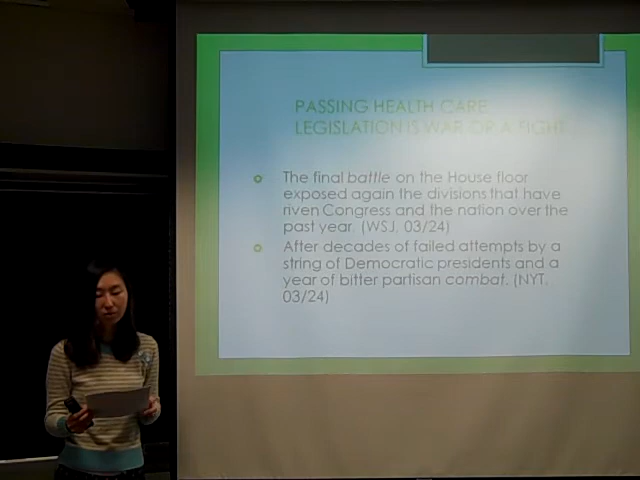 PASSING HEALTH CARE
LEGISLATION IS WAR OR A FIGHT
The final battle on the House floor
exposed again the divisions that have
riven Congress and the nation over the
past year. (WSJ, 03/24)
After decades of failed attempts by a
string of Democratic presidents and a
year of bitter partisan combat. (NYT,
03/24)